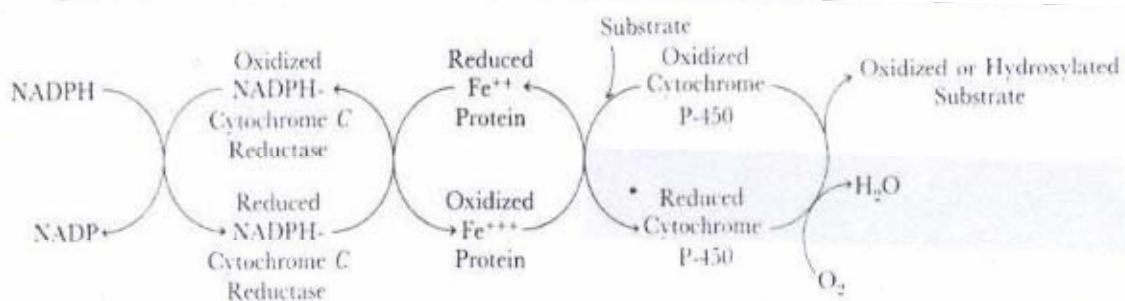 Substrate
Oxidized
NADPH-
Cytochrome C
Reductase
Reduced
Fe++
Protein
Oxidized
Cytochrome
P-450
Oxidized or Hydroxylated
Substrate
NADPH
NADP
Reduced
NADPH-
Cytochrome C
Reductase
Oxidized
Fe+++
Protein
Reduced
Cytochrome
P-450
H2O
O2